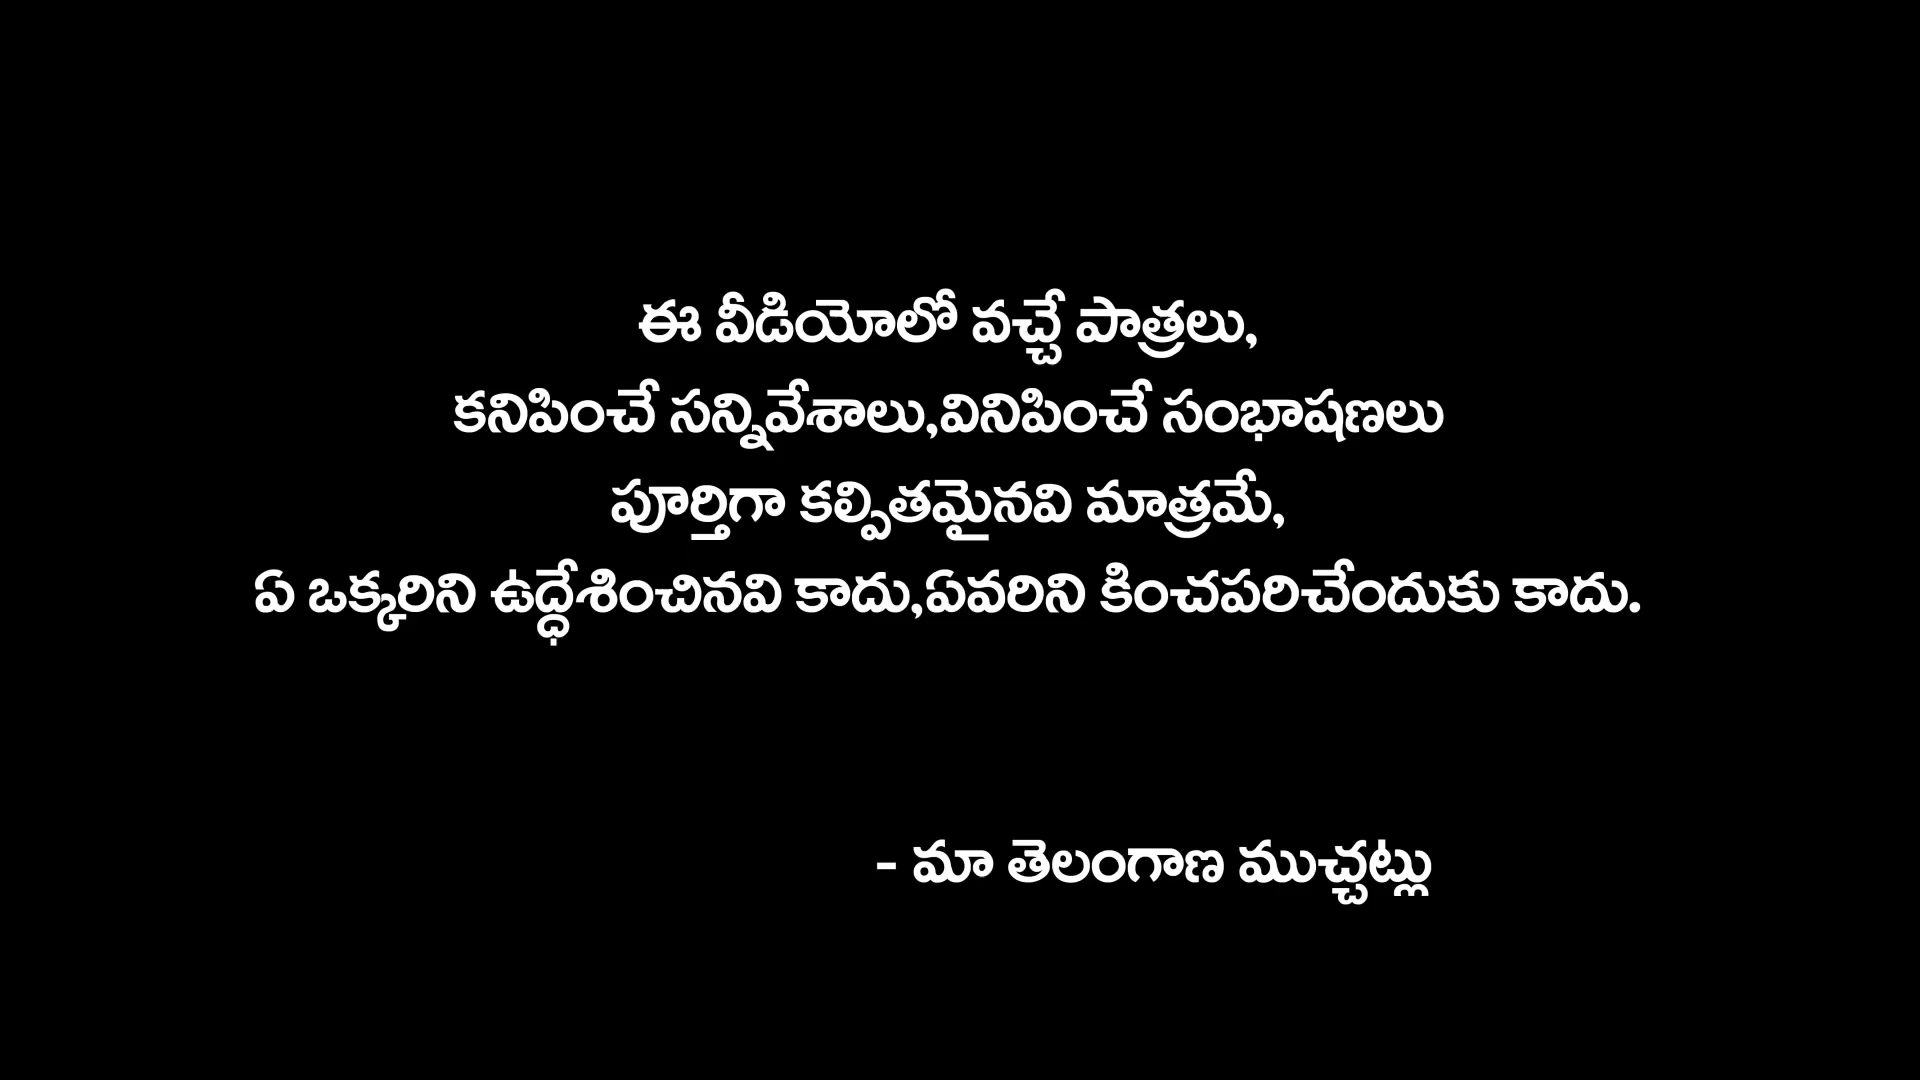 ఈ వీడియోలో వచ్చే పాత్రలు,
కనిపించే సన్నివేశాలు,వినిపించే సంభాషణలు
పూర్తిగా కల్పితమైనవి మాత్రమే,
ఏ ఒక్కరిని ఉద్ధేశించినవి కాదు,ఏవరిని కించపరిచేందుకు కాదు.
- మా తెలంగాణ ముచ్చట్లు